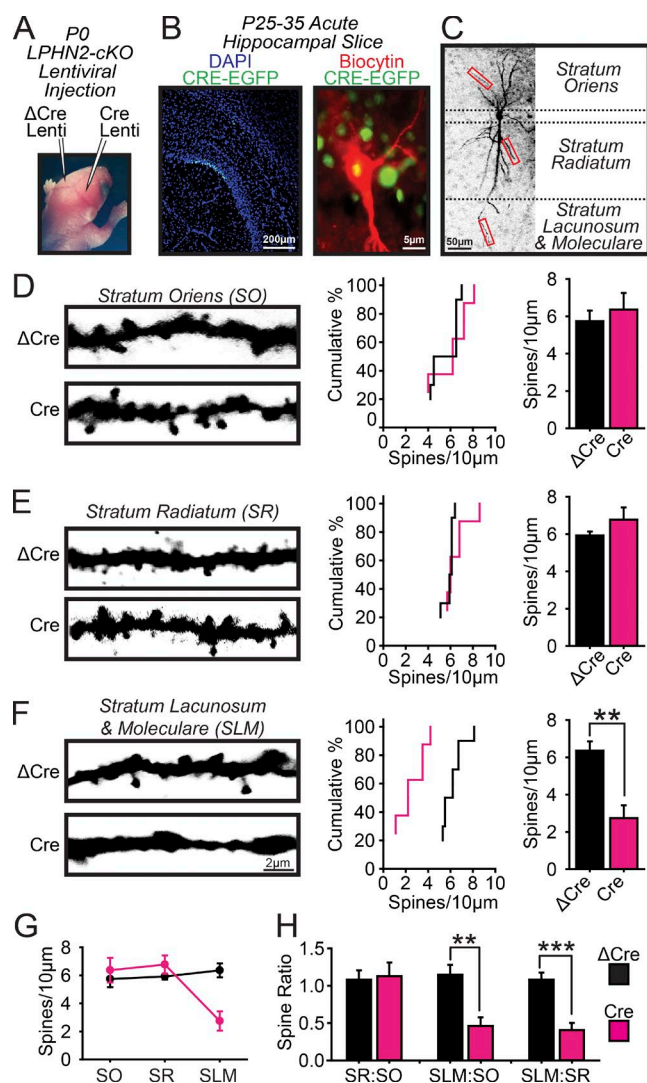 A
P0
LPHN2-cKO
Lentiviral
Injection
ΔCre
Lenti
Cre
Lenti
B
P25-35 Acute
Hippocampal Slice
DAPI
CRE-EGFP
200µm
Biocytin
CRE-EGFP
5µm
C
Stratum
Oriens
Stratum
Radiatum
Stratum
Lacunosum
& Moleculare
50µm
D
Stratum Oriens (SO)
ΔCre
Cre
Cumulative %
100
80
60
40
20
0
0 2 4 6 8 10
Spines/10µm
Spines/10µm
8
6
4
2
0
ΔCre
Cre
E
Stratum Radiatum (SR)
ΔCre
Cre
Cumulative %
100
80
60
40
20
0
0 2 4 6 8 10
Spines/10µm
Spines/10µm
8
6
4
2
0
ΔCre
Cre
F
Stratum Lacunosum
& Moleculare (SLM)
ΔCre
Cre
2µm
Cumulative %
100
80
60
40
20
0
0 2 4 6 8 10
Spines/10µm
Spines/10µm
8
6
4
2
0
**
ΔCre
Cre
G
Spines/10µm
8
6
4
2
0
SO SR SLM
H
Spine Ratio
1.5
1.0
0.5
0
** ***
SR:SO SLM:SO SLM:SR
ΔCre
Cre